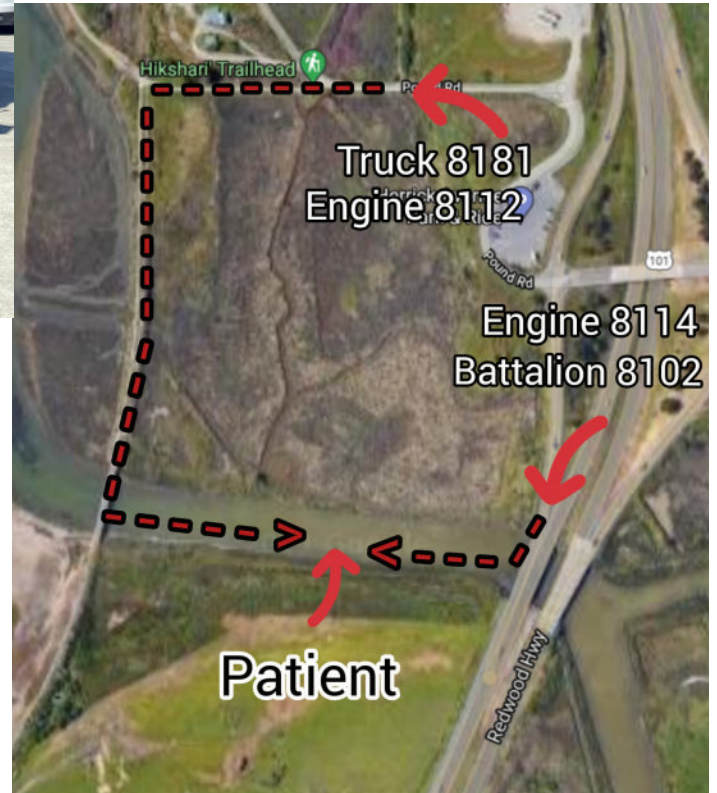 Hikshari' Trailhead
Pound Rd
Truck 8181
Engine 8112
Pound Rd
101
Engine 8114
Battalion 8102
Patient
Redwood Hwy